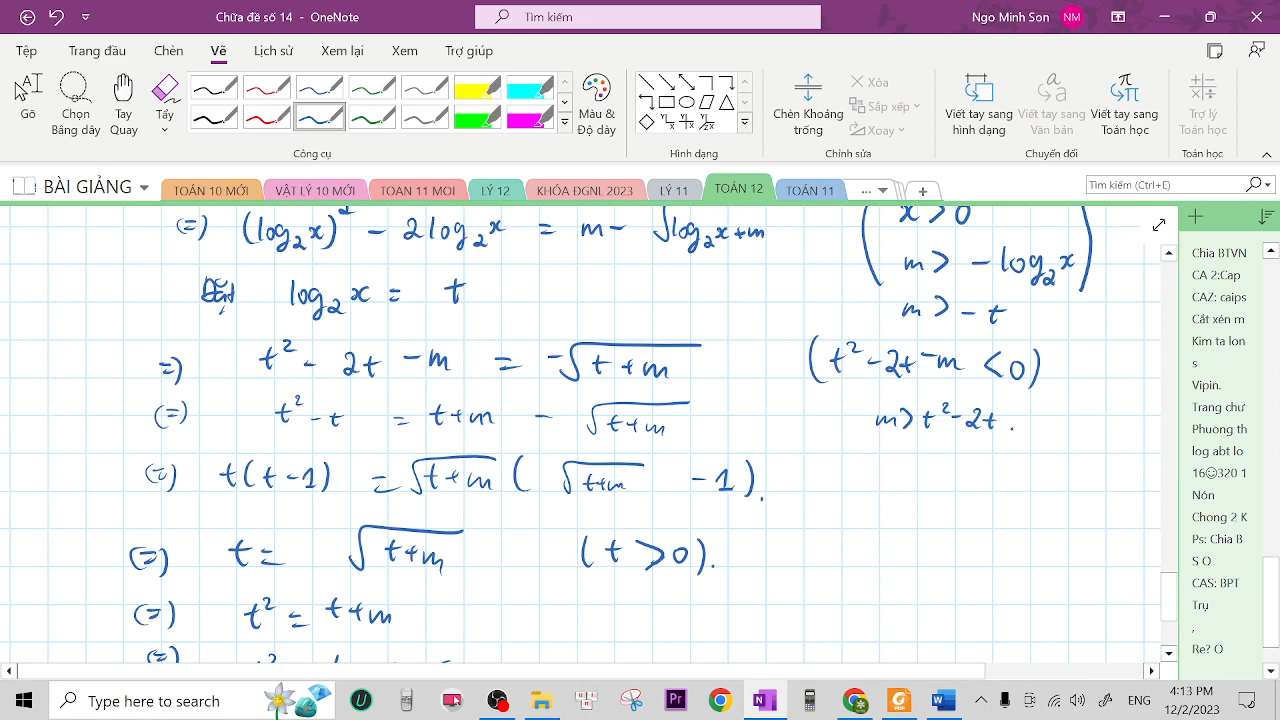 Chữa đề số 14 - OneNote
Tìm kiếm
Ngo Minh Son
NM
Tệp Trang đầu Chèn Vẽ Lịch sử Xem lại Xem Trợ giúp
Gõ
Chọn Bằng dây
Tay Quay
Tẩy
Màu & Độ dày
Chèn Khoảng trống
Xóa
Sắp xếp
Xoay
Viết tay sang hình dạng
Viết tay sang Văn bản
Viết tay sang Toán học
Xử lý Toán học
Công cụ Hình dạng Chỉnh sửa Chuyển đổi Toán học
BÀI GIẢNG
TOÁN 10 MỚI
VẬT LÝ 10 MỚI
TOAN 11 MOI
LÝ 12
KHÓA ĐGNL 2023
LÝ 11
TOÁN 12
TOÁN 11
...
Tìm kiếm (Ctrl+E)
(=) (log₂x)² - 2log₂x = m - √log₂x+m
Đặt log₂x = t
=) t² - 2t - m = -√t+m
(=) t² - t = t+m - √t+m
(=) t(t-1) = √t+m ( √t+m - 1).
(=) t = √t+m (t > 0).
(=) t² = t+m
(=)
x > 0
m > - log₂x
m > - t
(t² - 2t - m < 0)
m > t² - 2t.
Chia BTVN
CA 2:Cap
CAZ: caips
Cắt xén m
Kim ta lon
s
Vipin.
Trang chư
Phuong th
log abt lo
16☺320 1
Nón
Chong 2 K
Ps: Chia B
S O
CAS: BPT
Trụ
,
Re? O
Type here to search
ENG
4:13 PM
12/2/2023